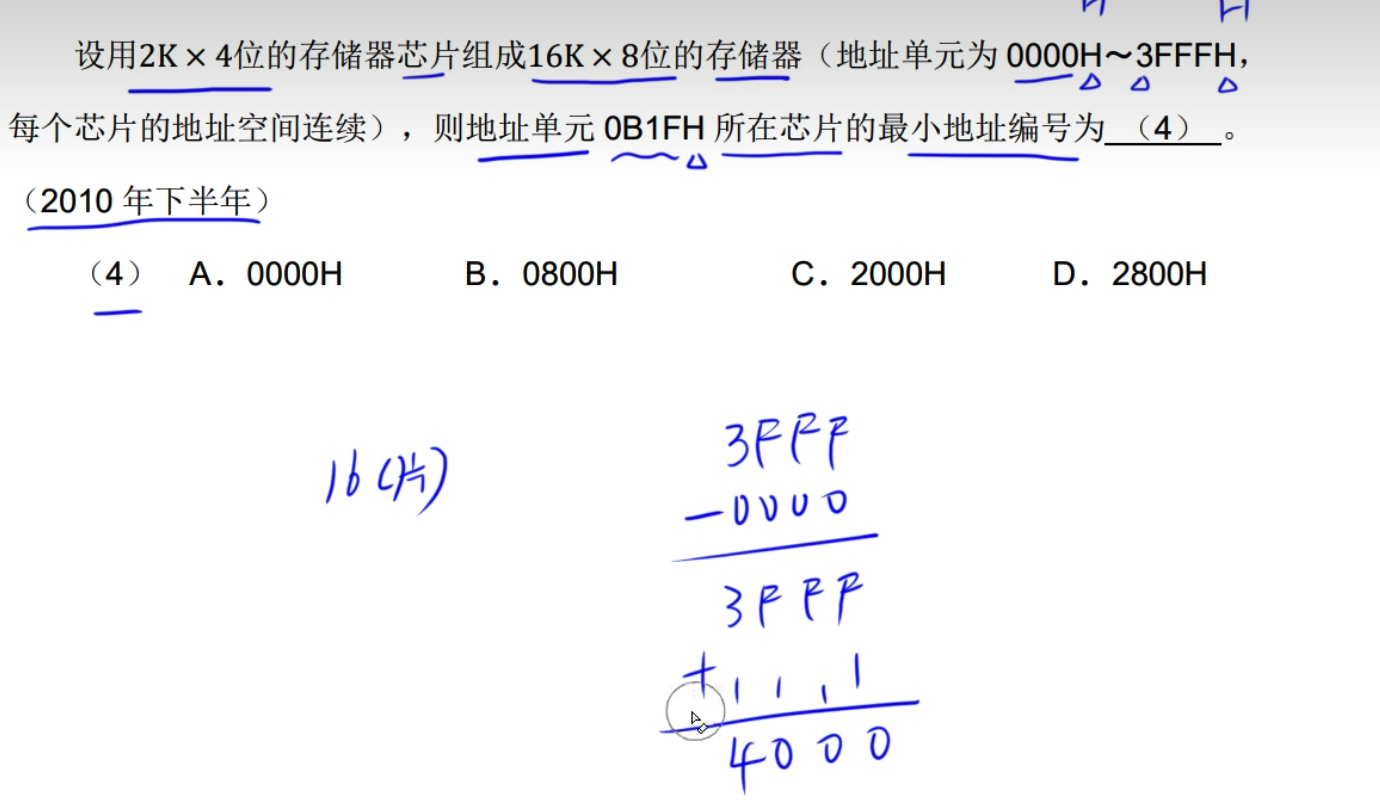 设用2K × 4位的存储器芯片组成16K × 8位的存储器（地址单元为 0000H～3FFFH，
每个芯片的地址空间连续），则地址单元 0B1FH 所在芯片的最小地址编号为 （4） 。
（2010 年下半年）
（4） A．0000H B．0800H C．2000H D．2800H
16(片)
3FFF
－0000
3FFF
+ 1
4000